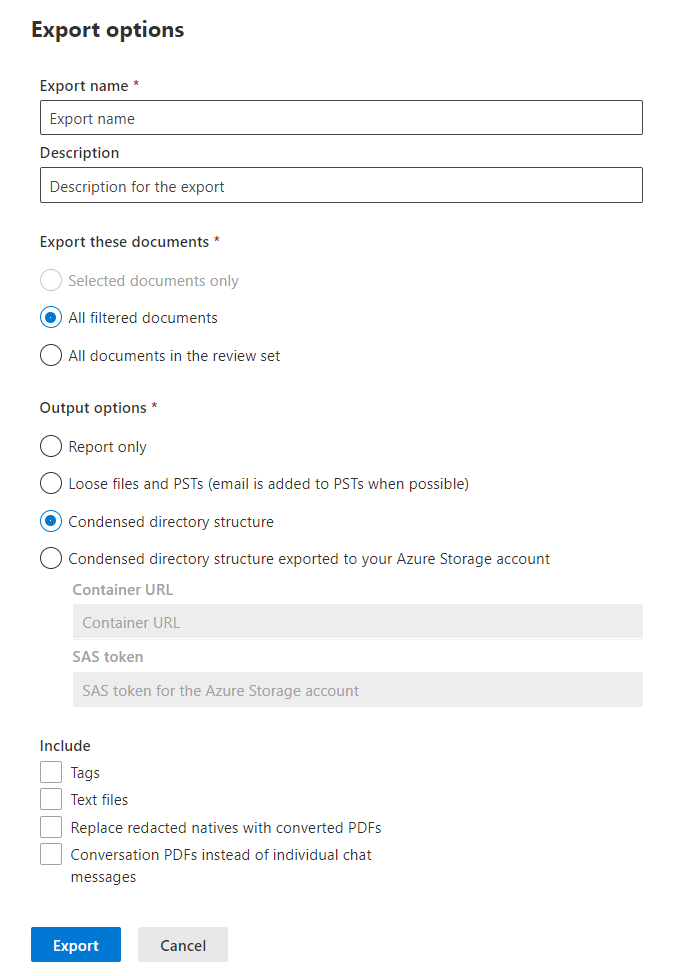 Export options
Export name *
Export name
Description
Description for the export
Export these documents *
Selected documents only
All filtered documents
All documents in the review set
Output options *
Report only
Loose files and PSTs (email is added to PSTs when possible)
Condensed directory structure
Condensed directory structure exported to your Azure Storage account
Container URL
Container URL
SAS token
SAS token for the Azure Storage account
Include
Tags
Text files
Replace redacted natives with converted PDFs
Conversation PDFs instead of individual chat
messages
Export
Cancel